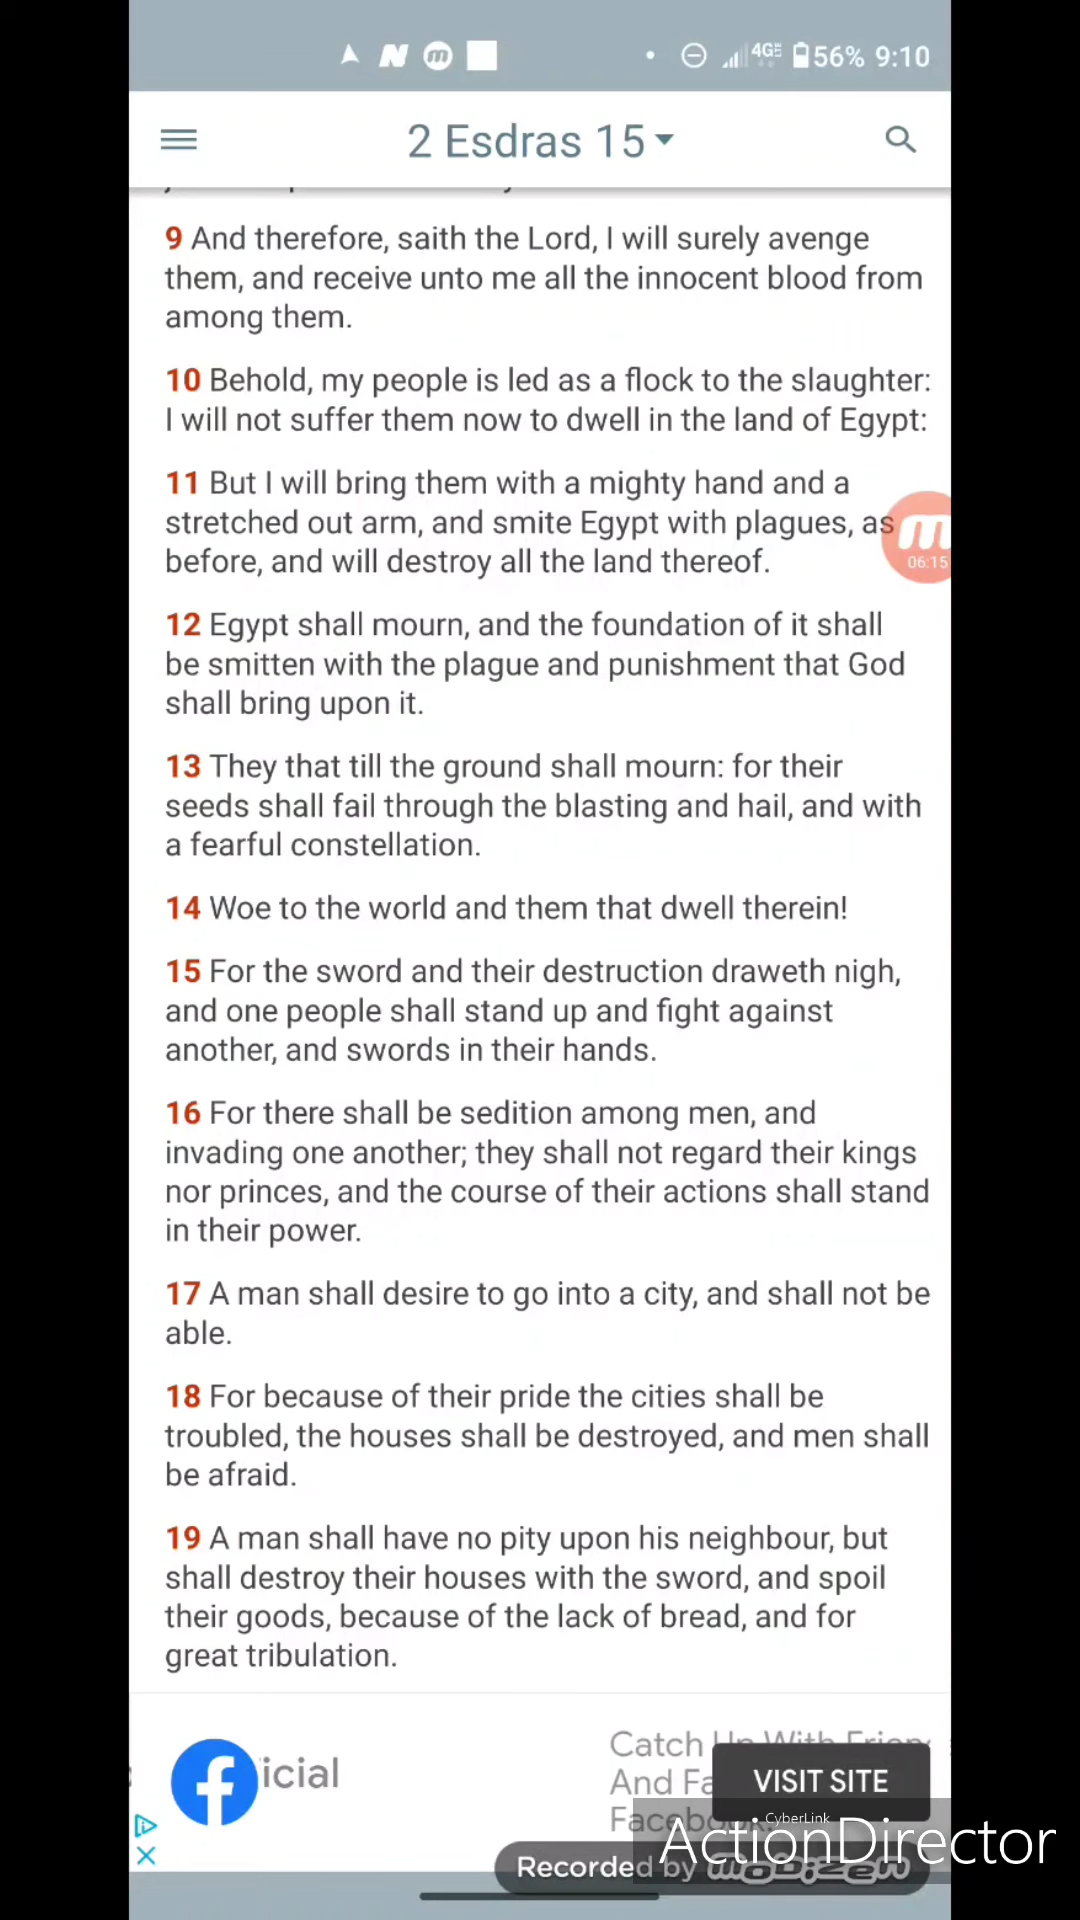 4GE 56% 9:10
2 Esdras 15
9 And therefore, saith the Lord, I will surely avenge
them, and receive unto me all the innocent blood from
among them.
10 Behold, my people is led as a flock to the slaughter:
I will not suffer them now to dwell in the land of Egypt:
11 But I will bring them with a mighty hand and a
stretched out arm, and smite Egypt with plagues, as
before, and will destroy all the land thereof.
m
06:15
12 Egypt shall mourn, and the foundation of it shall
be smitten with the plague and punishment that God
shall bring upon it.
13 They that till the ground shall mourn: for their
seeds shall fail through the blasting and hail, and with
a fearful constellation.
14 Woe to the world and them that dwell therein!
15 For the sword and their destruction draweth nigh,
and one people shall stand up and fight against
another, and swords in their hands.
16 For there shall be sedition among men, and
invading one another; they shall not regard their kings
nor princes, and the course of their actions shall stand
in their power.
17 A man shall desire to go into a city, and shall not be
able.
18 For because of their pride the cities shall be
troubled, the houses shall be destroyed, and men shall
be afraid.
19 A man shall have no pity upon his neighbour, but
shall destroy their houses with the sword, and spoil
their goods, because of the lack of bread, and for
great tribulation.
icial
Catch Up With
And Fa
Facebook
VISIT SITE
CyberLink
ActionDirector
Recorded by mobizen